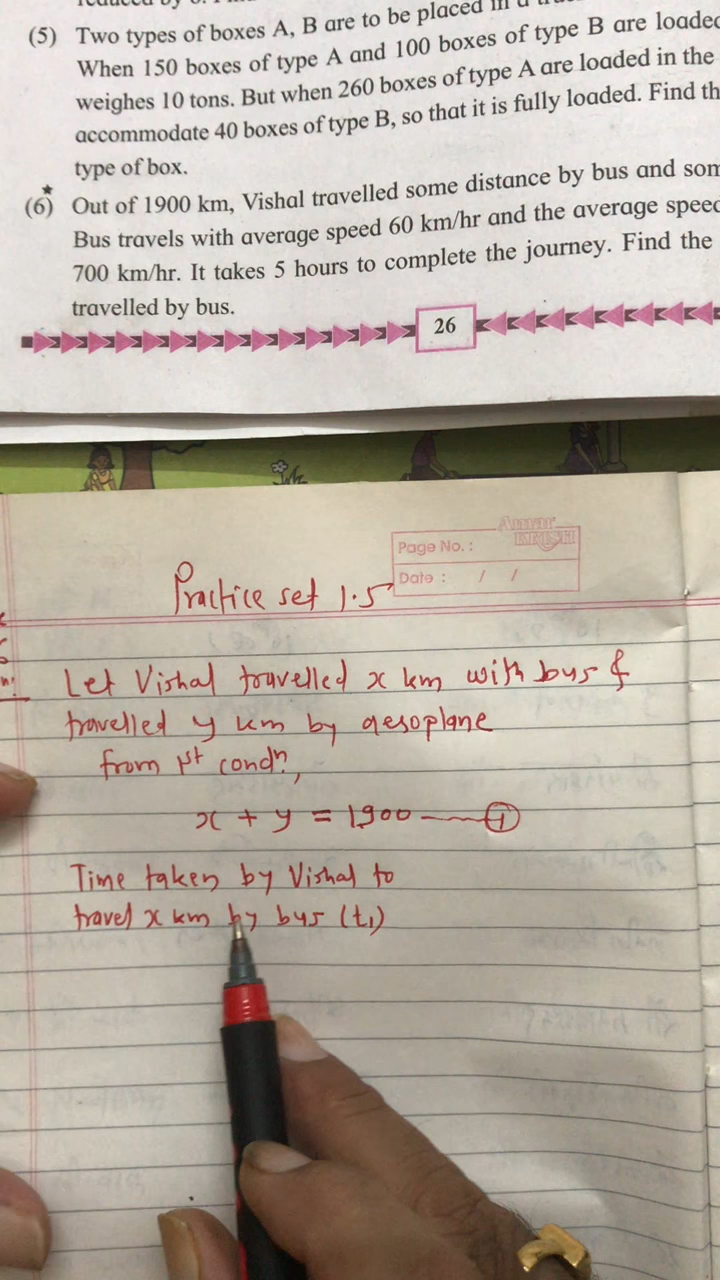 (5) Two types of boxes A, B are to be placed in a
When 150 boxes of type A and 100 boxes of type B are loaded
weighes 10 tons. But when 260 boxes of type A are loaded in the
accommodate 40 boxes of type B, so that it is fully loaded. Find th
type of box.
(6)* Out of 1900 km, Vishal travelled some distance by bus and som
Bus travels with average speed 60 km/hr and the average speed
700 km/hr. It takes 5 hours to complete the journey. Find the
travelled by bus.
26
Amar
Page No. :
Date : / /
Practice set 1.5
Let Vishal travelled x km with bus &
travelled y km by aeroplane
from 1st condn,
x + y = 1900 — 1
Time taken by Vishal to
travel x km by bus (t1)